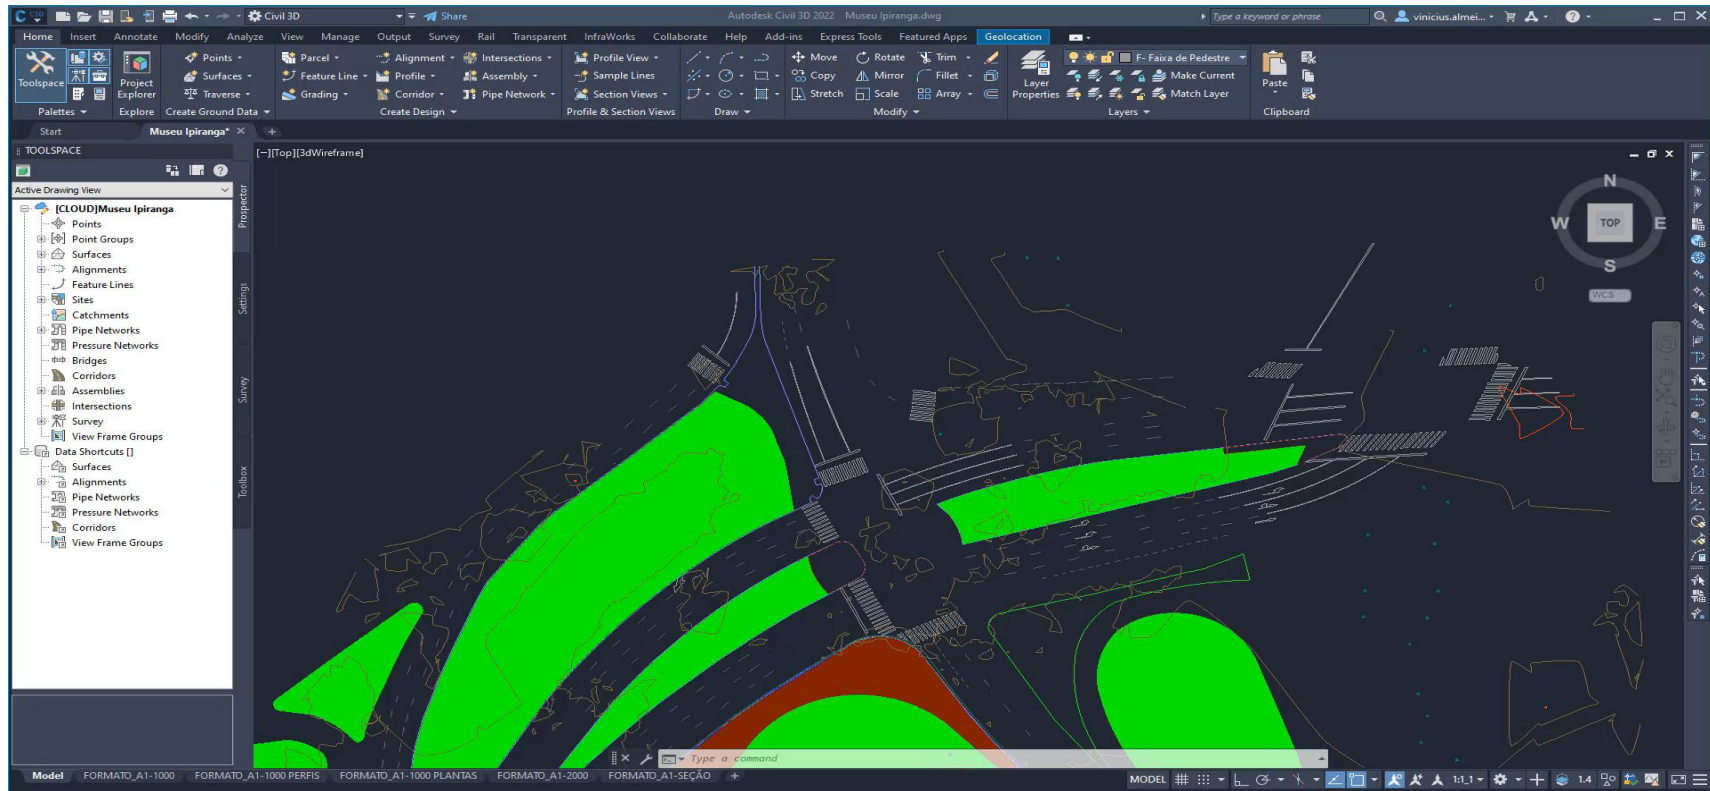 C3D Civil 3D Share Autodesk Civil 3D 2022 Museu Ipiranga.dwg Type a keyword or phrase vinicius.almei...
Home Insert Annotate Modify Analyze View Manage Output Survey Rail Transparent InfraWorks Collaborate Help Add-ins Express Tools Featured Apps Geolocation
Points Parcel Alignment Intersections Profile View Move Rotate Trim F- Faixa de Pedestre
Surfaces Feature Line Profile Assembly Sample Lines Copy Mirror Fillet Make Current
Toolspace Project Explorer Layer Properties Paste
Traverse Grading Corridor Pipe Network Section Views Stretch Scale Array Match Layer
Palettes Explore Create Ground Data Create Design Profile & Section Views Draw Modify Layers Clipboard
Start Museu Ipiranga* +
TOOLSPACE
[−][Top][3dWireframe]
Active Drawing View
[CLOUD]Museu Ipiranga
Points
Point Groups
Surfaces
Alignments
Feature Lines
Sites
Catchments
Pipe Networks
Pressure Networks
Bridges
Corridors
Assemblies
Intersections
Survey
View Frame Groups
Data Shortcuts []
Surfaces
Alignments
Pipe Networks
Pressure Networks
Corridors
View Frame Groups
Prospector
Settings
Survey
Toolbox
N
W TOP E
S
WCS
Type a command
Model FORMATO_A1-1000 FORMATO_A1-1000 PERFIS FORMATO_A1-1000 PLANTAS FORMATO_A1-2000 FORMATO_A1-SEÇÃO +
MODEL 1:1_1 1.4